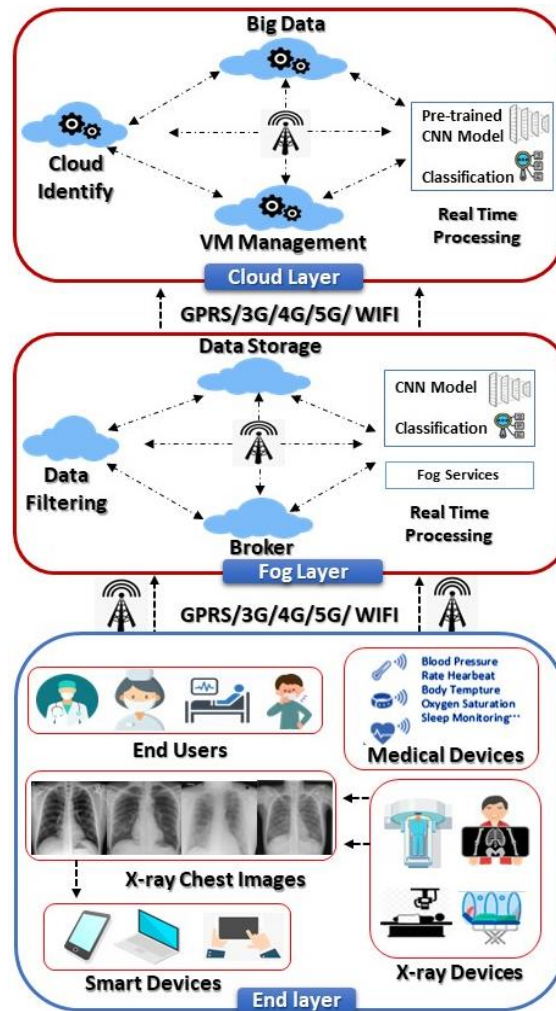 Big Data
Cloud
Identify
Pre-trained
CNN Model
Classification
VM Management
Real Time
Processing
Cloud Layer
GPRS/3G/4G/5G/ WIFI
Data Storage
CNN Model
Classification
Data
Filtering
Fog Services
Broker
Real Time
Processing
Fog Layer
GPRS/3G/4G/5G/ WIFI
End Users
Blood Pressure
Rate Hearbeat
Body Tempture
Oxygen Saturation
Sleep Monitoring•••
Medical Devices
X-ray Chest Images
Smart Devices
X-ray Devices
End layer